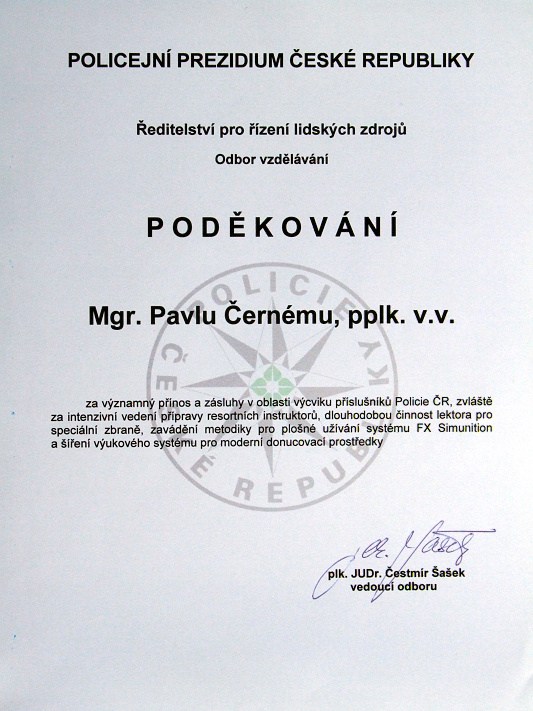 POLICEJNÍ PREZIDIUM ČESKÉ REPUBLIKY
Ředitelství pro řízení lidských zdrojů
Odbor vzdělávání
PODĚKOVÁNÍ
Mgr. Pavlu Černému, pplk. v.v.
POLICIE
ČESKÉ REPUBLIKY
za významný přínos a zásluhy v oblasti výcviku příslušníků Policie ČR, zvláště
za intenzivní vedení přípravy resortních instruktorů, dlouhodobou činnost lektora pro
speciální zbraně, zavádění metodiky pro plošné užívání systému FX Simunition
a šíření výukového systému pro moderní donucovací prostředky
plk. JUDr. Čestmír Šašek
vedoucí odboru